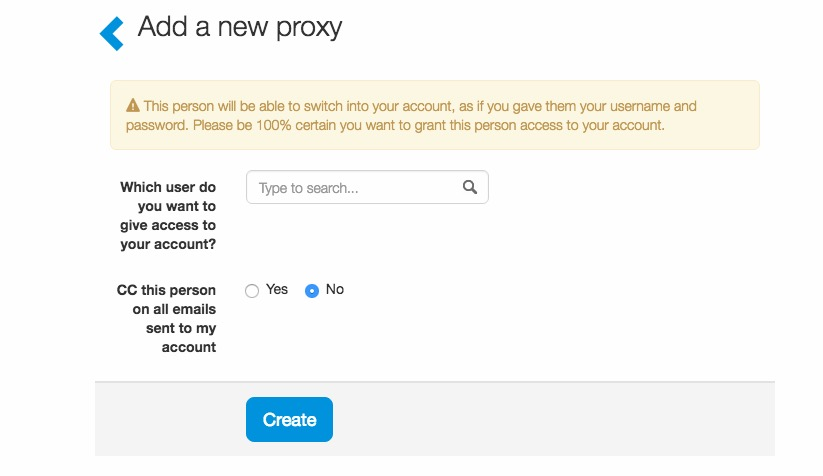 Add a new proxy
This person will be able to switch into your account, as if you gave them your username and
password. Please be 100% certain you want to grant this person access to your account.
Which user do
you want to
give access to
your account?
Type to search...
CC this person
on all emails
sent to my
account
Yes No
Create